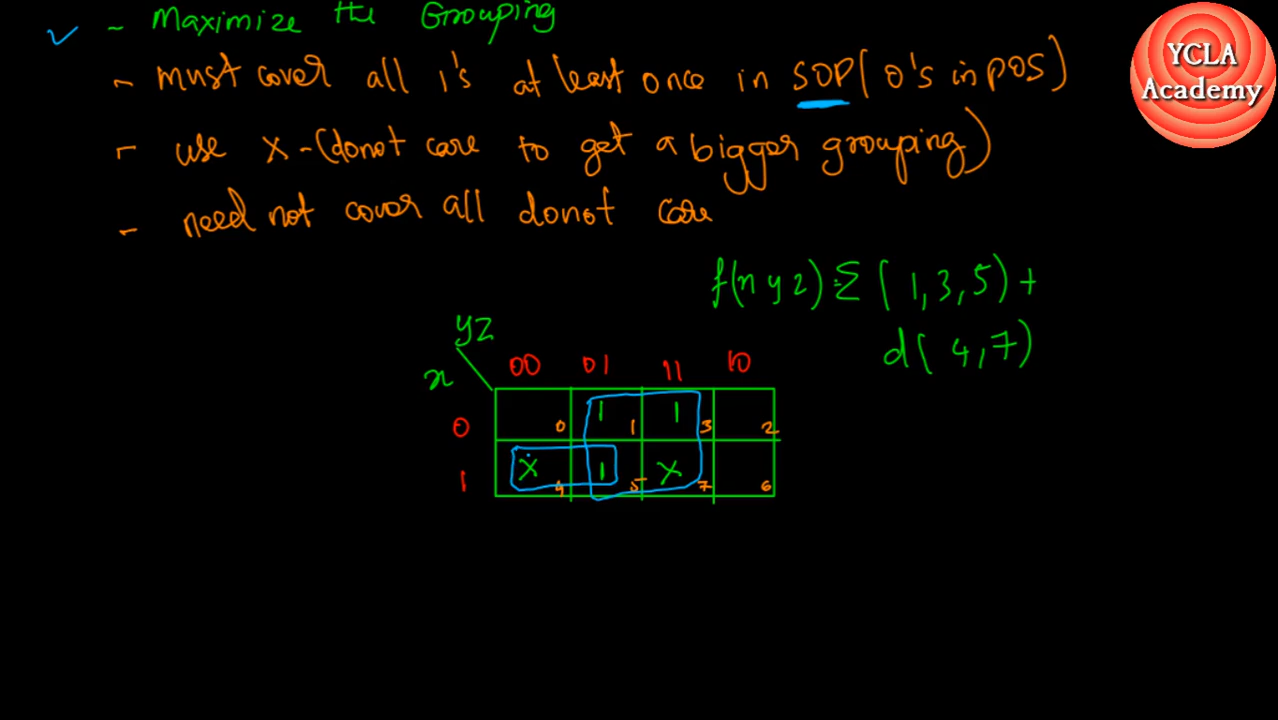 - Maximize the Grouping
- must cover all 1's at least once in SOP (0's in pos)
- use x-(donot care to get a bigger grouping)
- need not cover all donot care
YCLA
Academy
f(x y z) = Σ (1,3,5) +
d(4,7)
yz
x
00 01 11 10
0 0 1 1 1 3 2
1 X 4 1 5 X 7 6